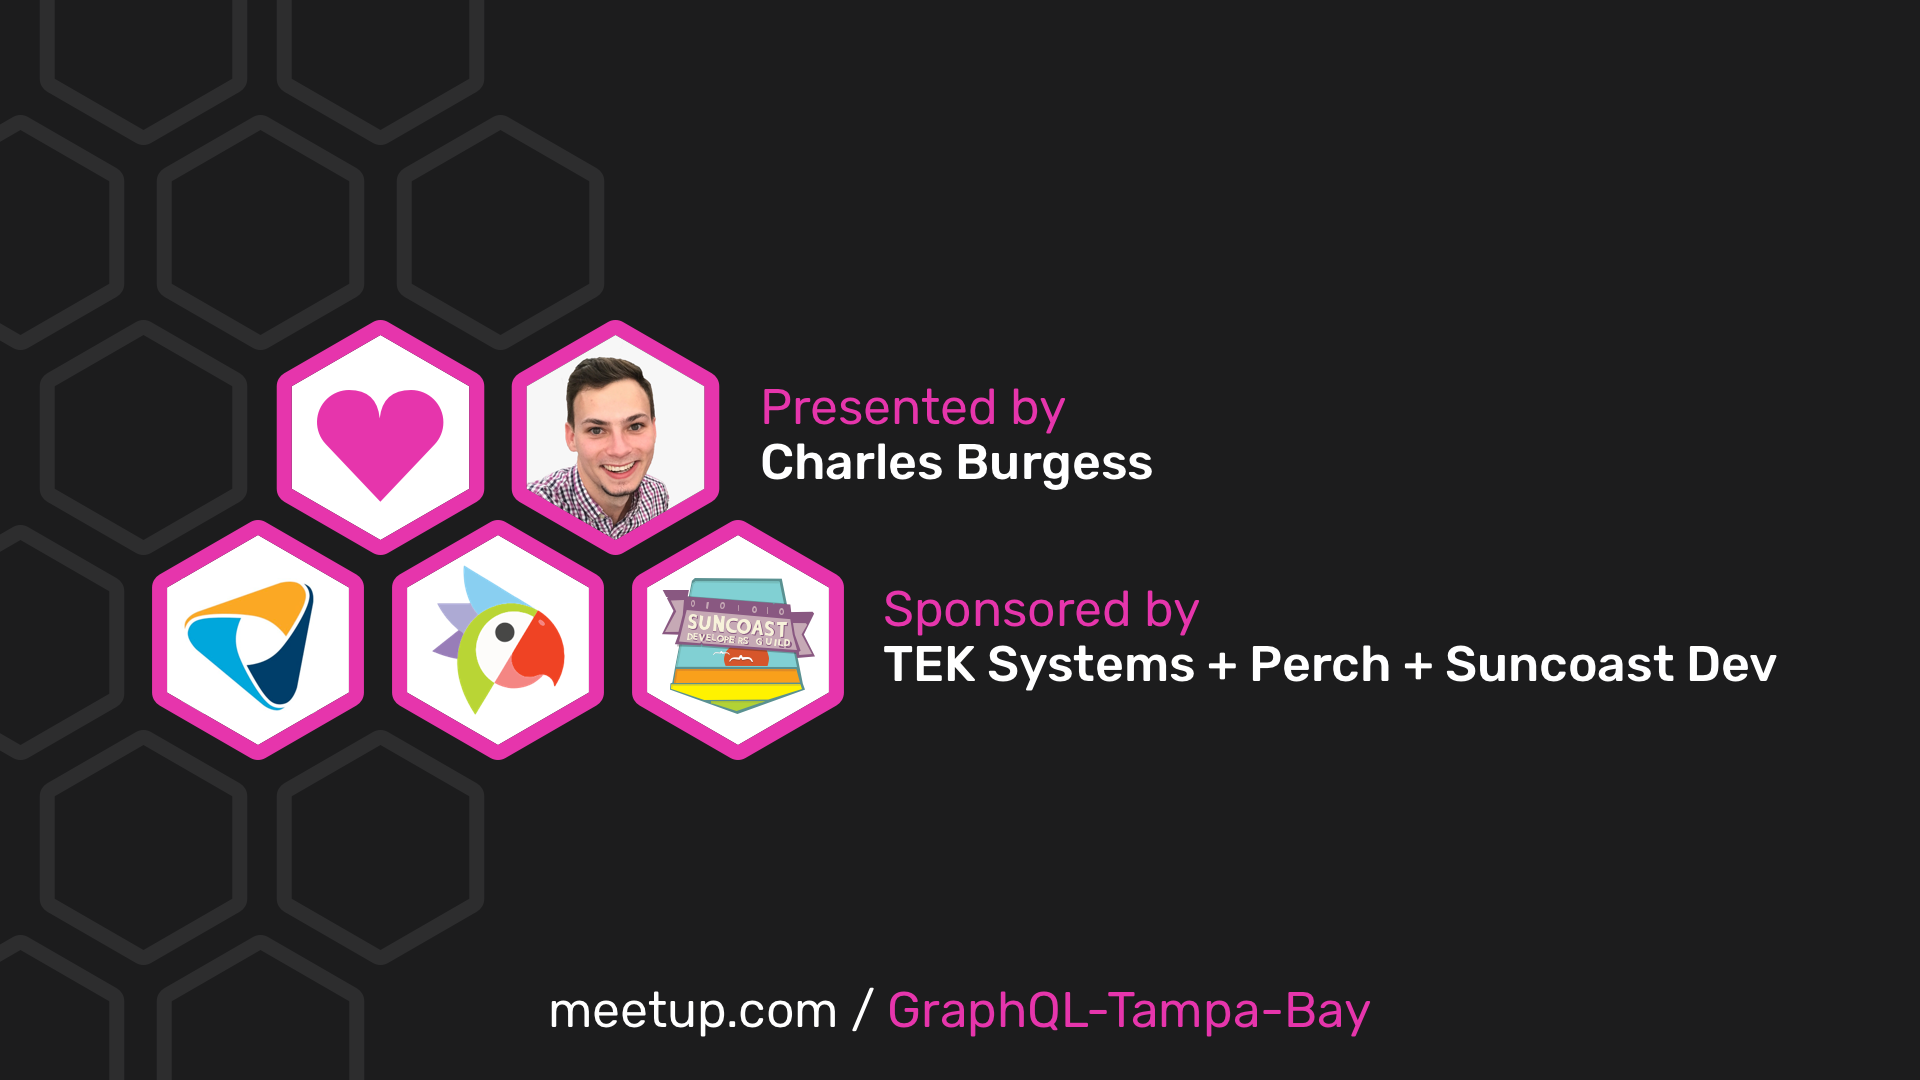 Presented by
Charles Burgess
SUNCOAST
DEVELOPERS GUILD
Sponsored by
TEK Systems + Perch + Suncoast Dev
meetup.com / GraphQL-Tampa-Bay